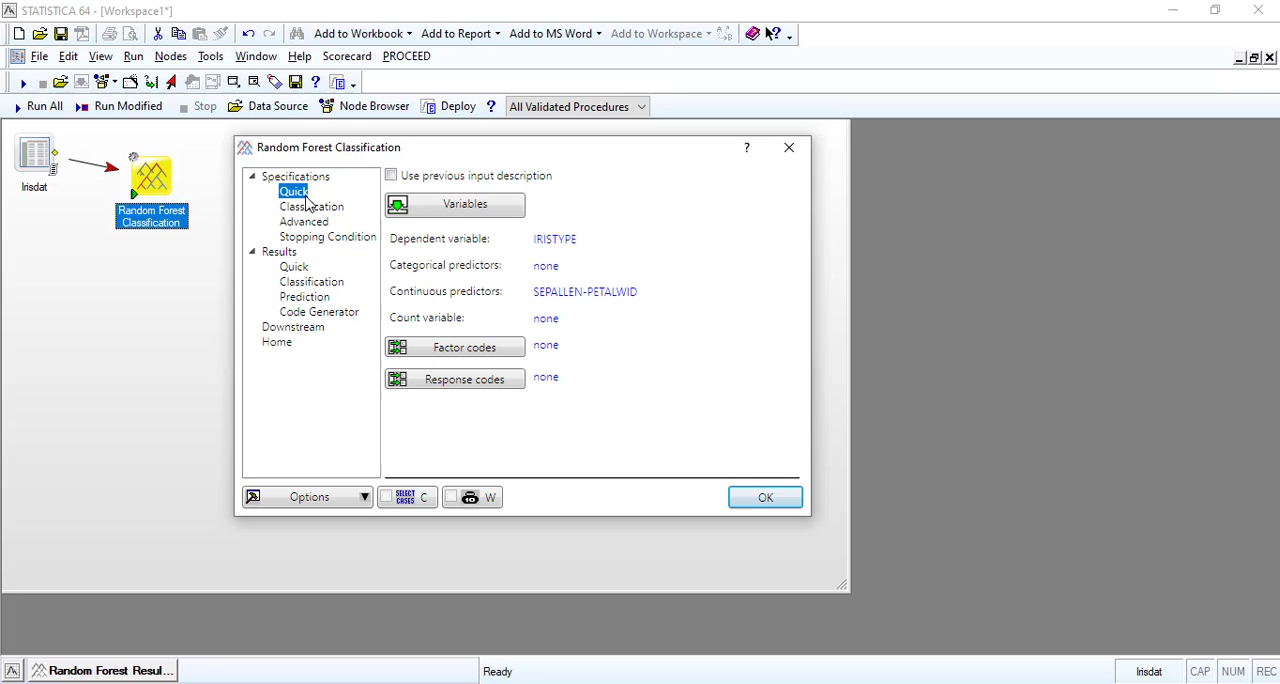 STATISTICA 64 - [Workspace1*]
Add to Workbook Add to Report Add to MS Word Add to Workspace
File Edit View Run Nodes Tools Window Help Scorecard PROCEED
Run All Run Modified Stop Data Source Node Browser Deploy ? All Validated Procedures
Irisdat
Random Forest
Classification
Random Forest Classification
Specifications
Quick
Classification
Advanced
Stopping Condition
Results
Quick
Classification
Prediction
Code Generator
Downstream
Home
Use previous input description
Variables
Dependent variable: IRISTYPE
Categorical predictors: none
Continuous predictors: SEPALLEN-PETALWID
Count variable: none
Factor codes none
Response codes none
Options SELECT CASES C W OK
Random Forest Resul... Ready Irisdat CAP NUM REC